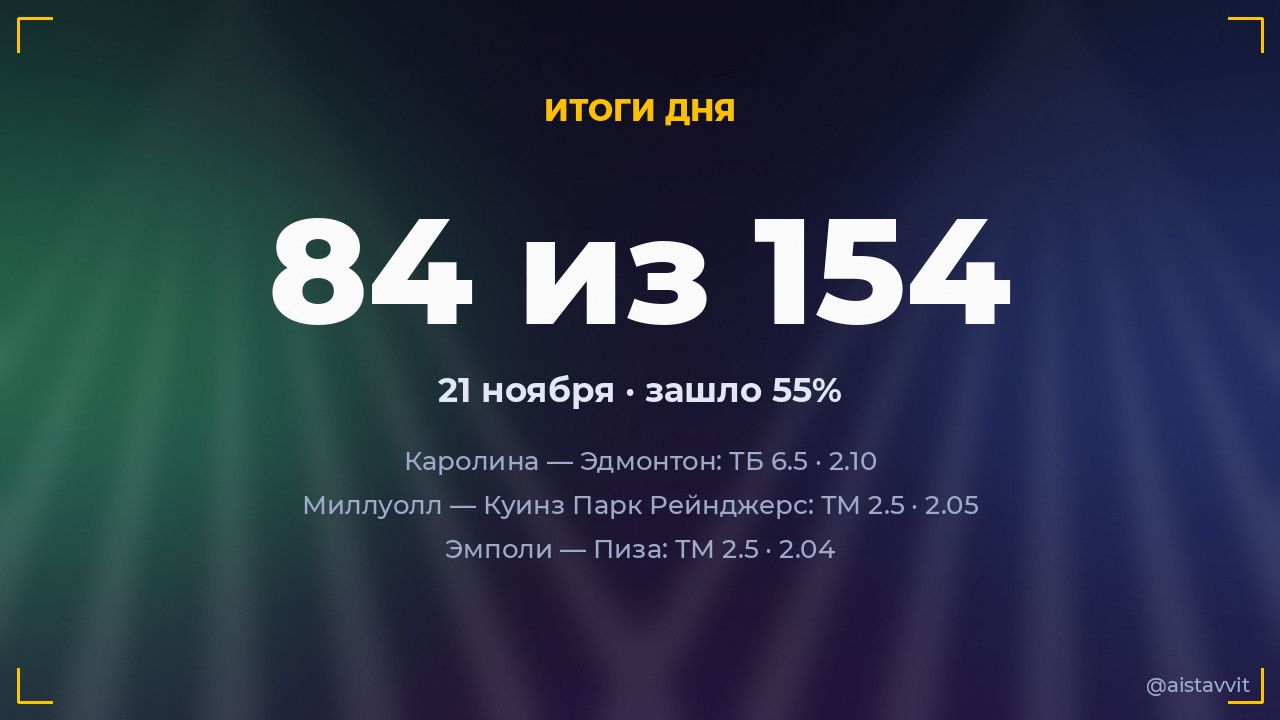 ИТОГИ ДНЯ
84 из 154
21 ноября · зашло 55%
Каролина — Эдмонтон: ТБ 6.5 · 2.10
Миллуолл — Куинз Парк Рейнджерс: ТМ 2.5 · 2.05
Эмполи — Пиза: ТМ 2.5 · 2.04
@aistavvit